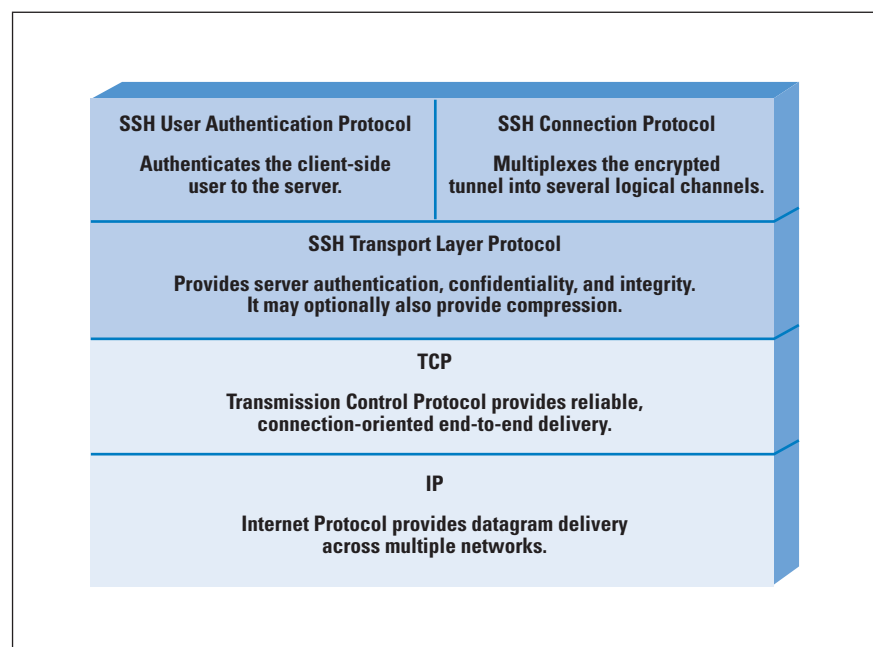 SSH User Authentication Protocol
Authenticates the client-side
user to the server.
SSH Connection Protocol
Multiplexes the encrypted
tunnel into several logical channels.
SSH Transport Layer Protocol
Provides server authentication, confidentiality, and integrity.
It may optionally also provide compression.
TCP
Transmission Control Protocol provides reliable,
connection-oriented end-to-end delivery.
IP
Internet Protocol provides datagram delivery
across multiple networks.